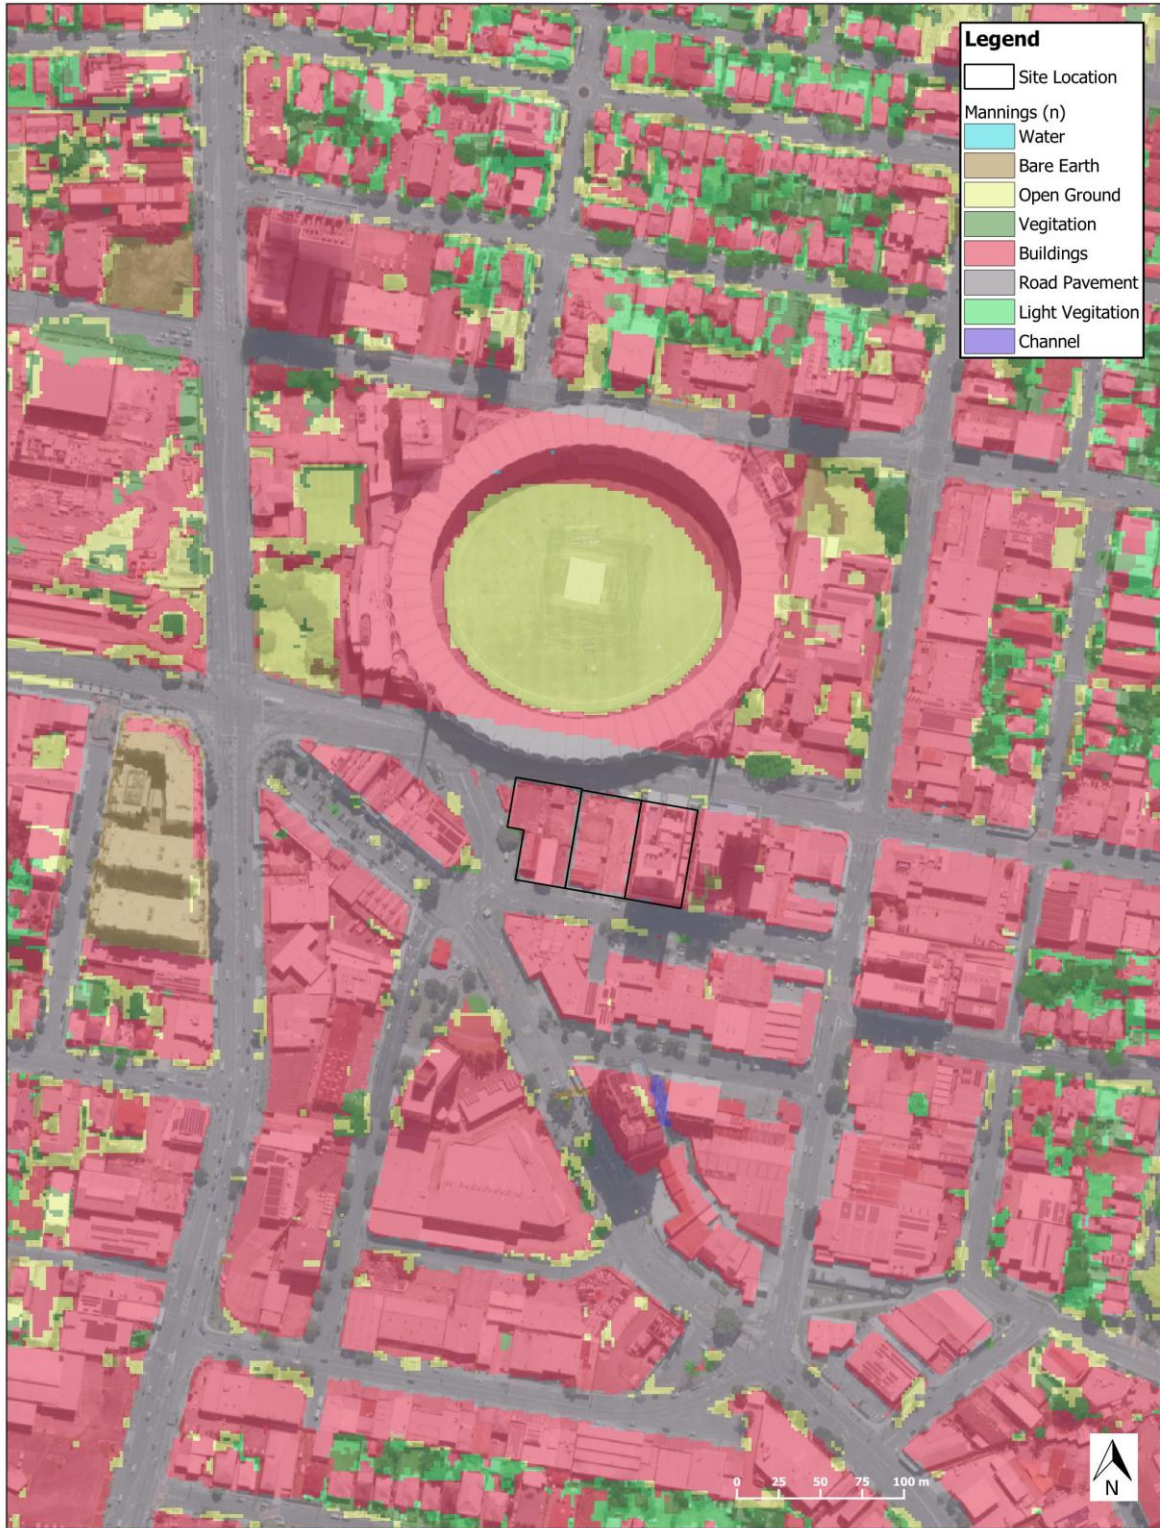 Legend
Site Location
Mannings (n)
Water
Bare Earth
Open Ground
Vegitation
Buildings
Road Pavement
Light Vegitation
Channel
0 25 50 75 100 m
N